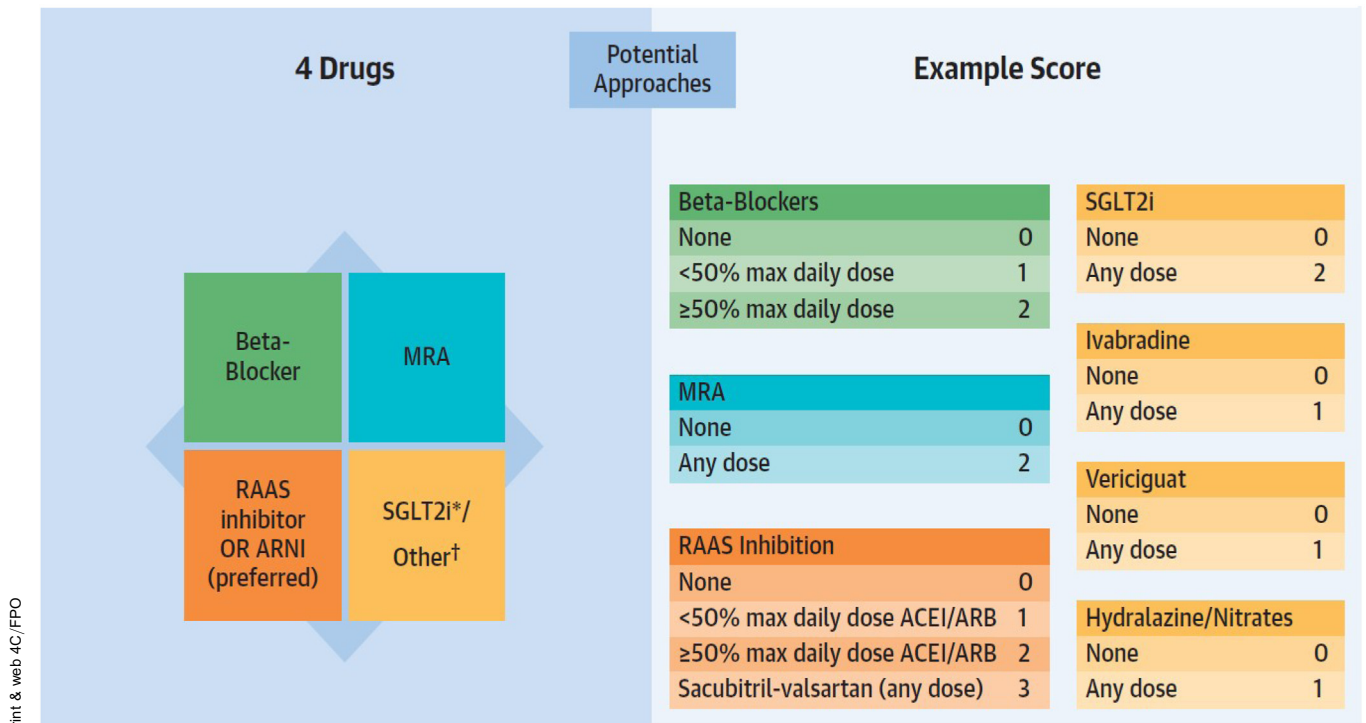 4 Drugs
Potential
Approaches
Example Score
Beta-
Blocker
MRA
RAAS
inhibitor
OR ARNI
(preferred)
SGLT2i*/
Other†
Beta-Blockers
None 0
<50% max daily dose 1
≥50% max daily dose 2
MRA
None 0
Any dose 2
RAAS Inhibition
None 0
<50% max daily dose ACEI/ARB 1
≥50% max daily dose ACEI/ARB 2
Sacubitril-valsartan (any dose) 3
SGLT2i
None 0
Any dose 2
Ivabradine
None 0
Any dose 1
Vericiguat
None 0
Any dose 1
Hydralazine/Nitrates
None 0
Any dose 1
int & web 4C/FPO